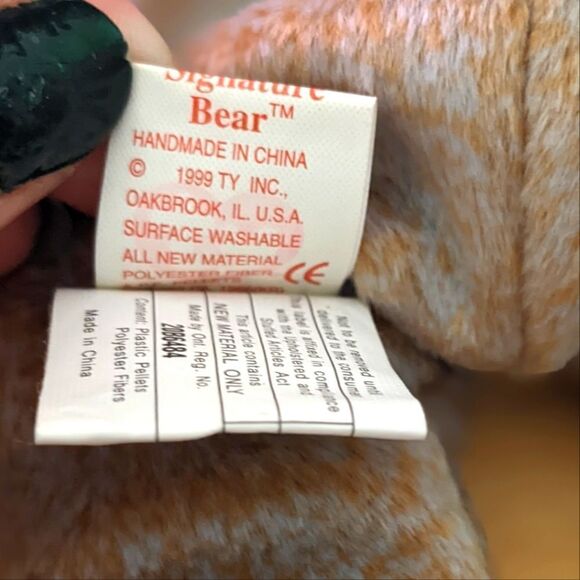 Signature
Bear™
HANDMADE IN CHINA
© 1999 TY INC.,
OAKBROOK, IL. U.S.A.
SURFACE WASHABLE
ALL NEW MATERIAL
POLYESTER FIBER
CE
Not to be removed until
delivered to the consumer
This label is affixed in compliance
with the Upholstered and
Stuffed Articles Act
This article contains
NEW MATERIAL ONLY
Made by Ont. Reg. No.
20B6484
Content: Plastic Pellets
Polyester Fibers
Made in China